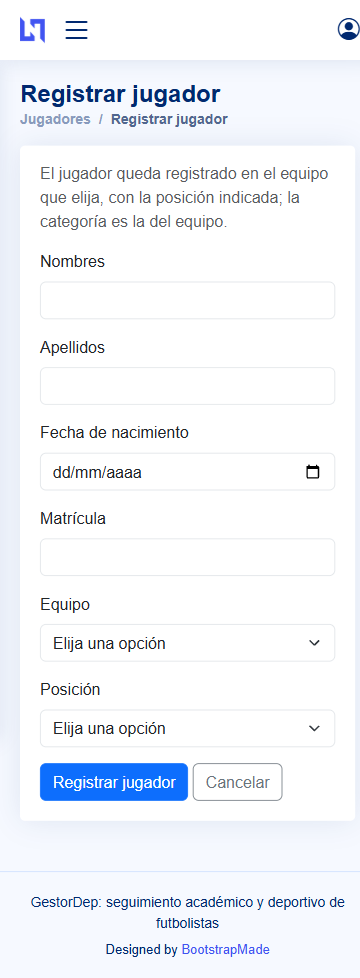 Registrar jugador
Jugadores / Registrar jugador
El jugador queda registrado en el equipo
que elija, con la posición indicada; la
categoría es la del equipo.
Nombres
Apellidos
Fecha de nacimiento
dd/mm/aaaa
Matrícula
Equipo
Elija una opción
Posición
Elija una opción
Registrar jugador Cancelar
GestorDep: seguimiento académico y deportivo de
futbolistas
Designed by BootstrapMade